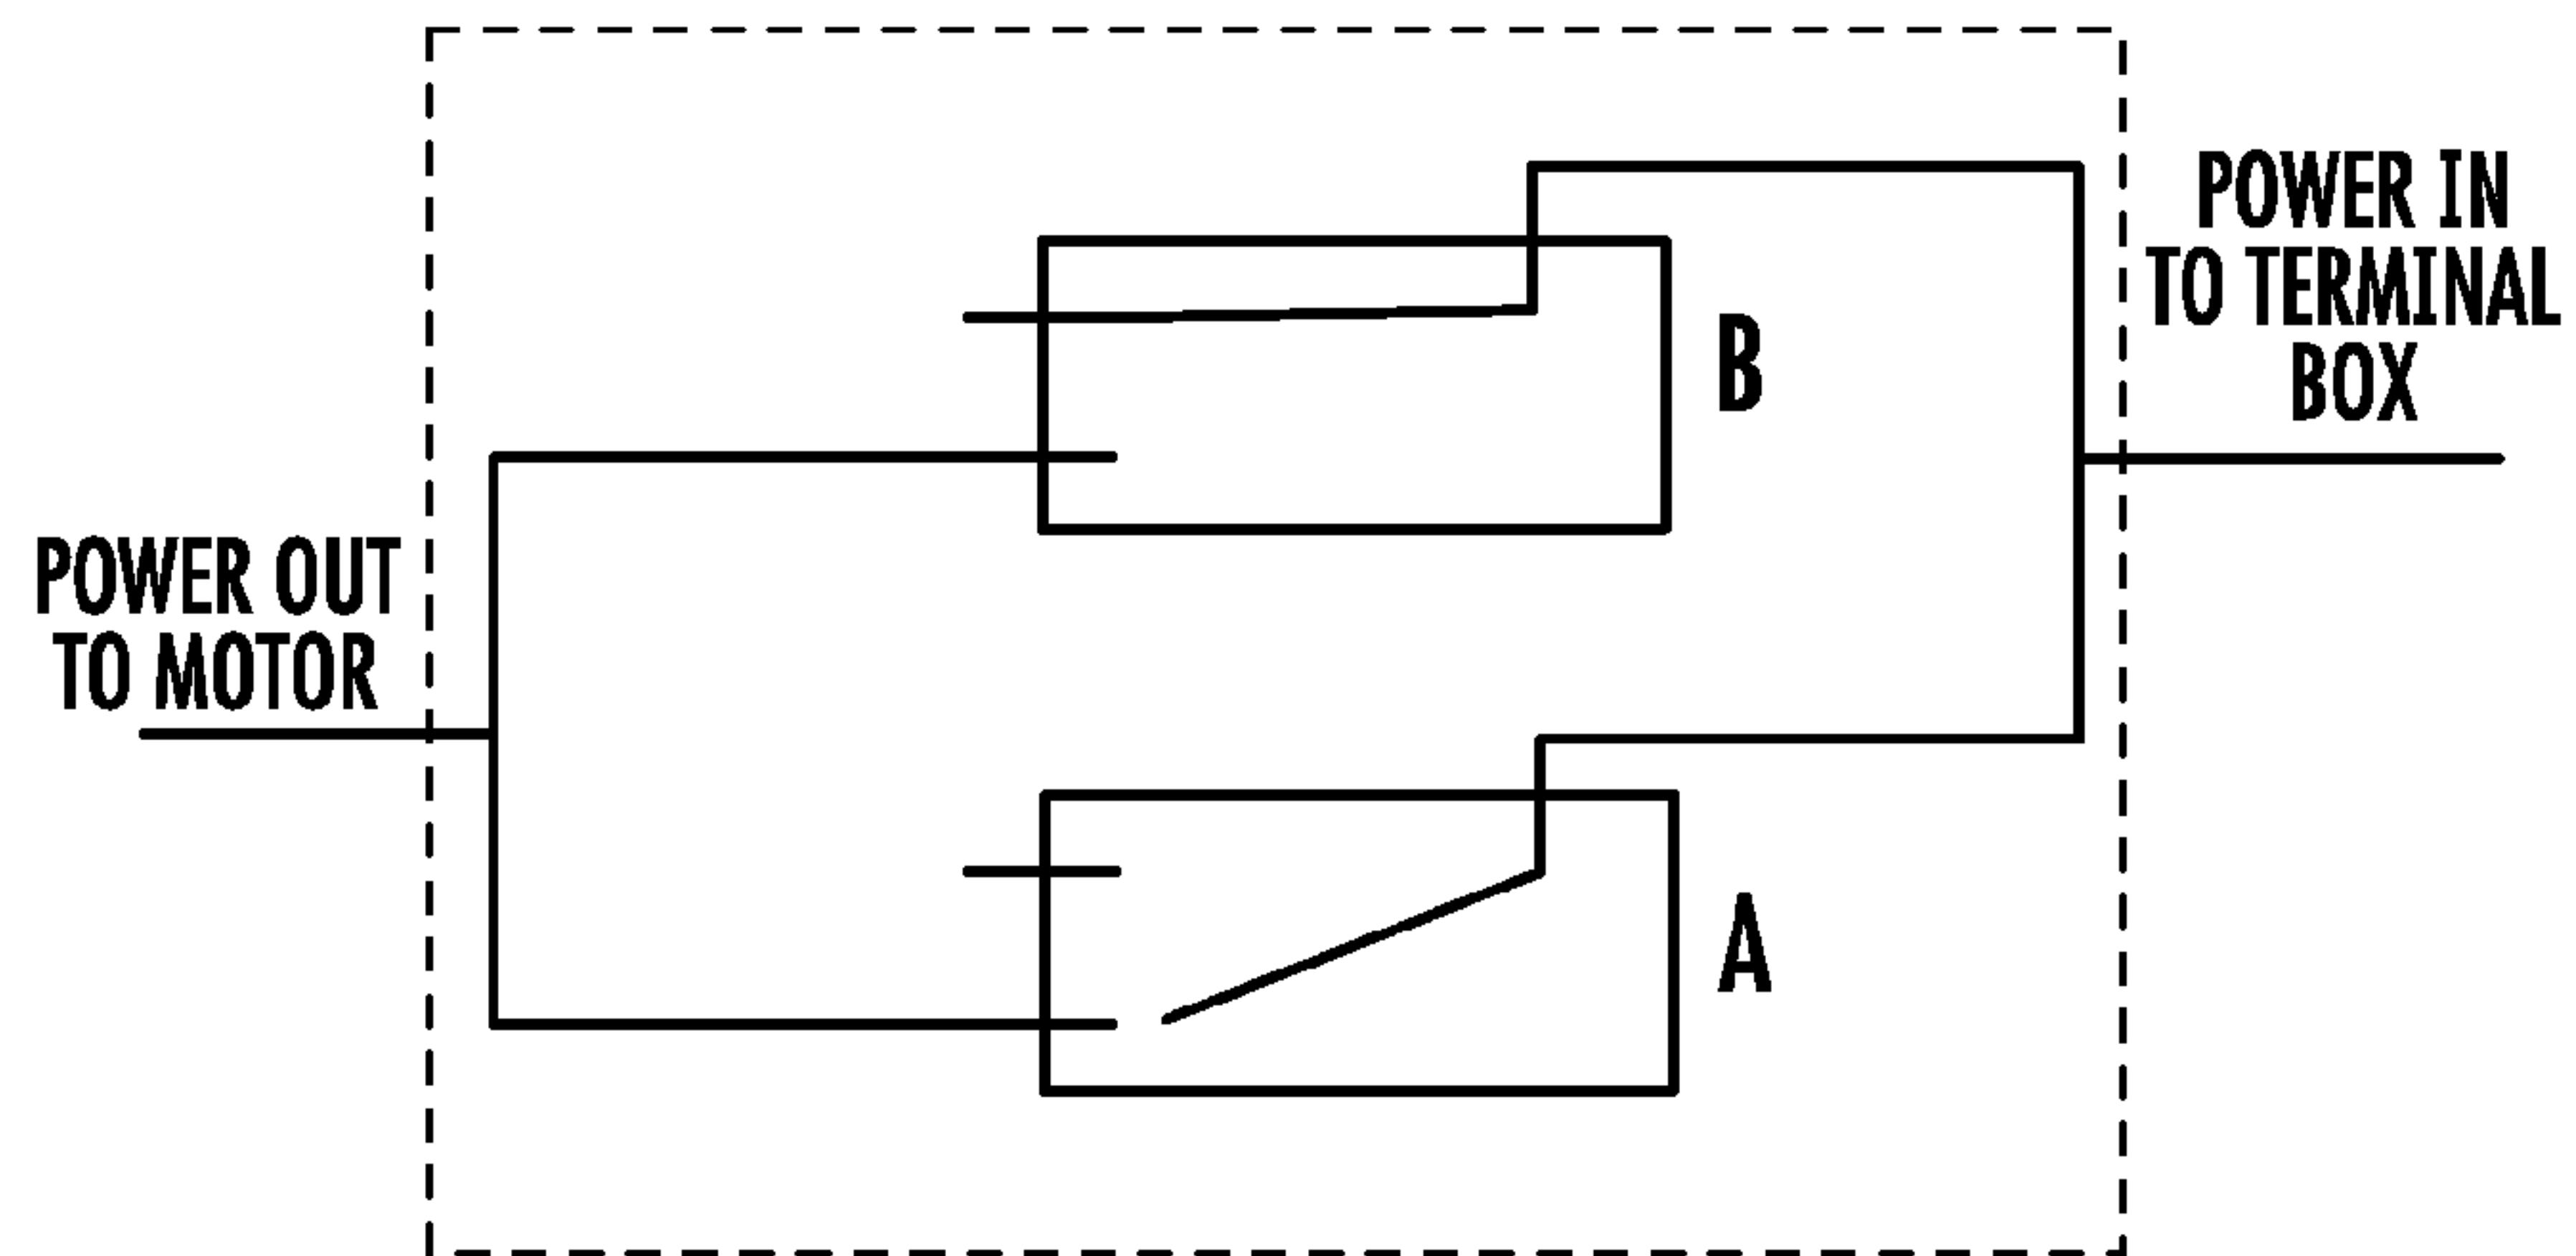 POWER IN
TO TERMINAL
BOX
B
POWER OUT
TO MOTOR
A